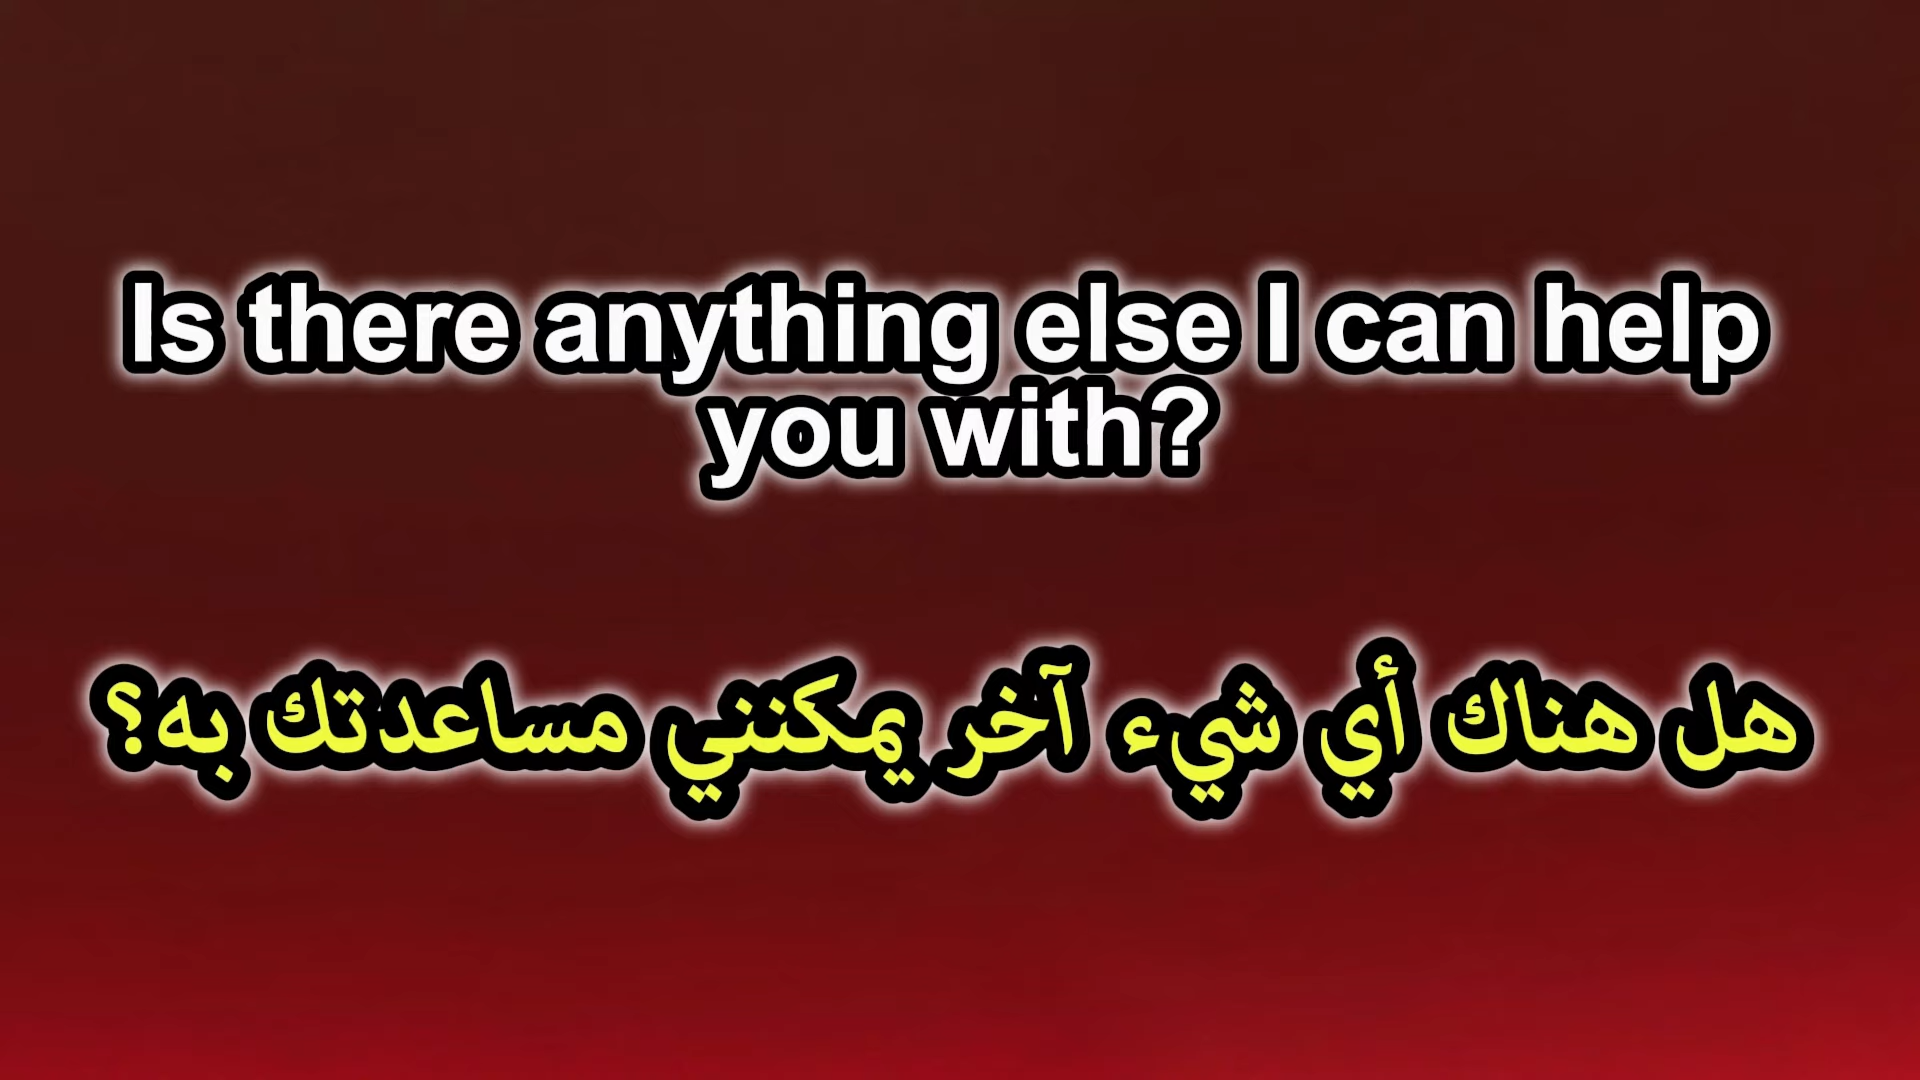 Is there anything else I can help
you with?
هل هناك أي شيء آخر يمكنني مساعدتك به؟